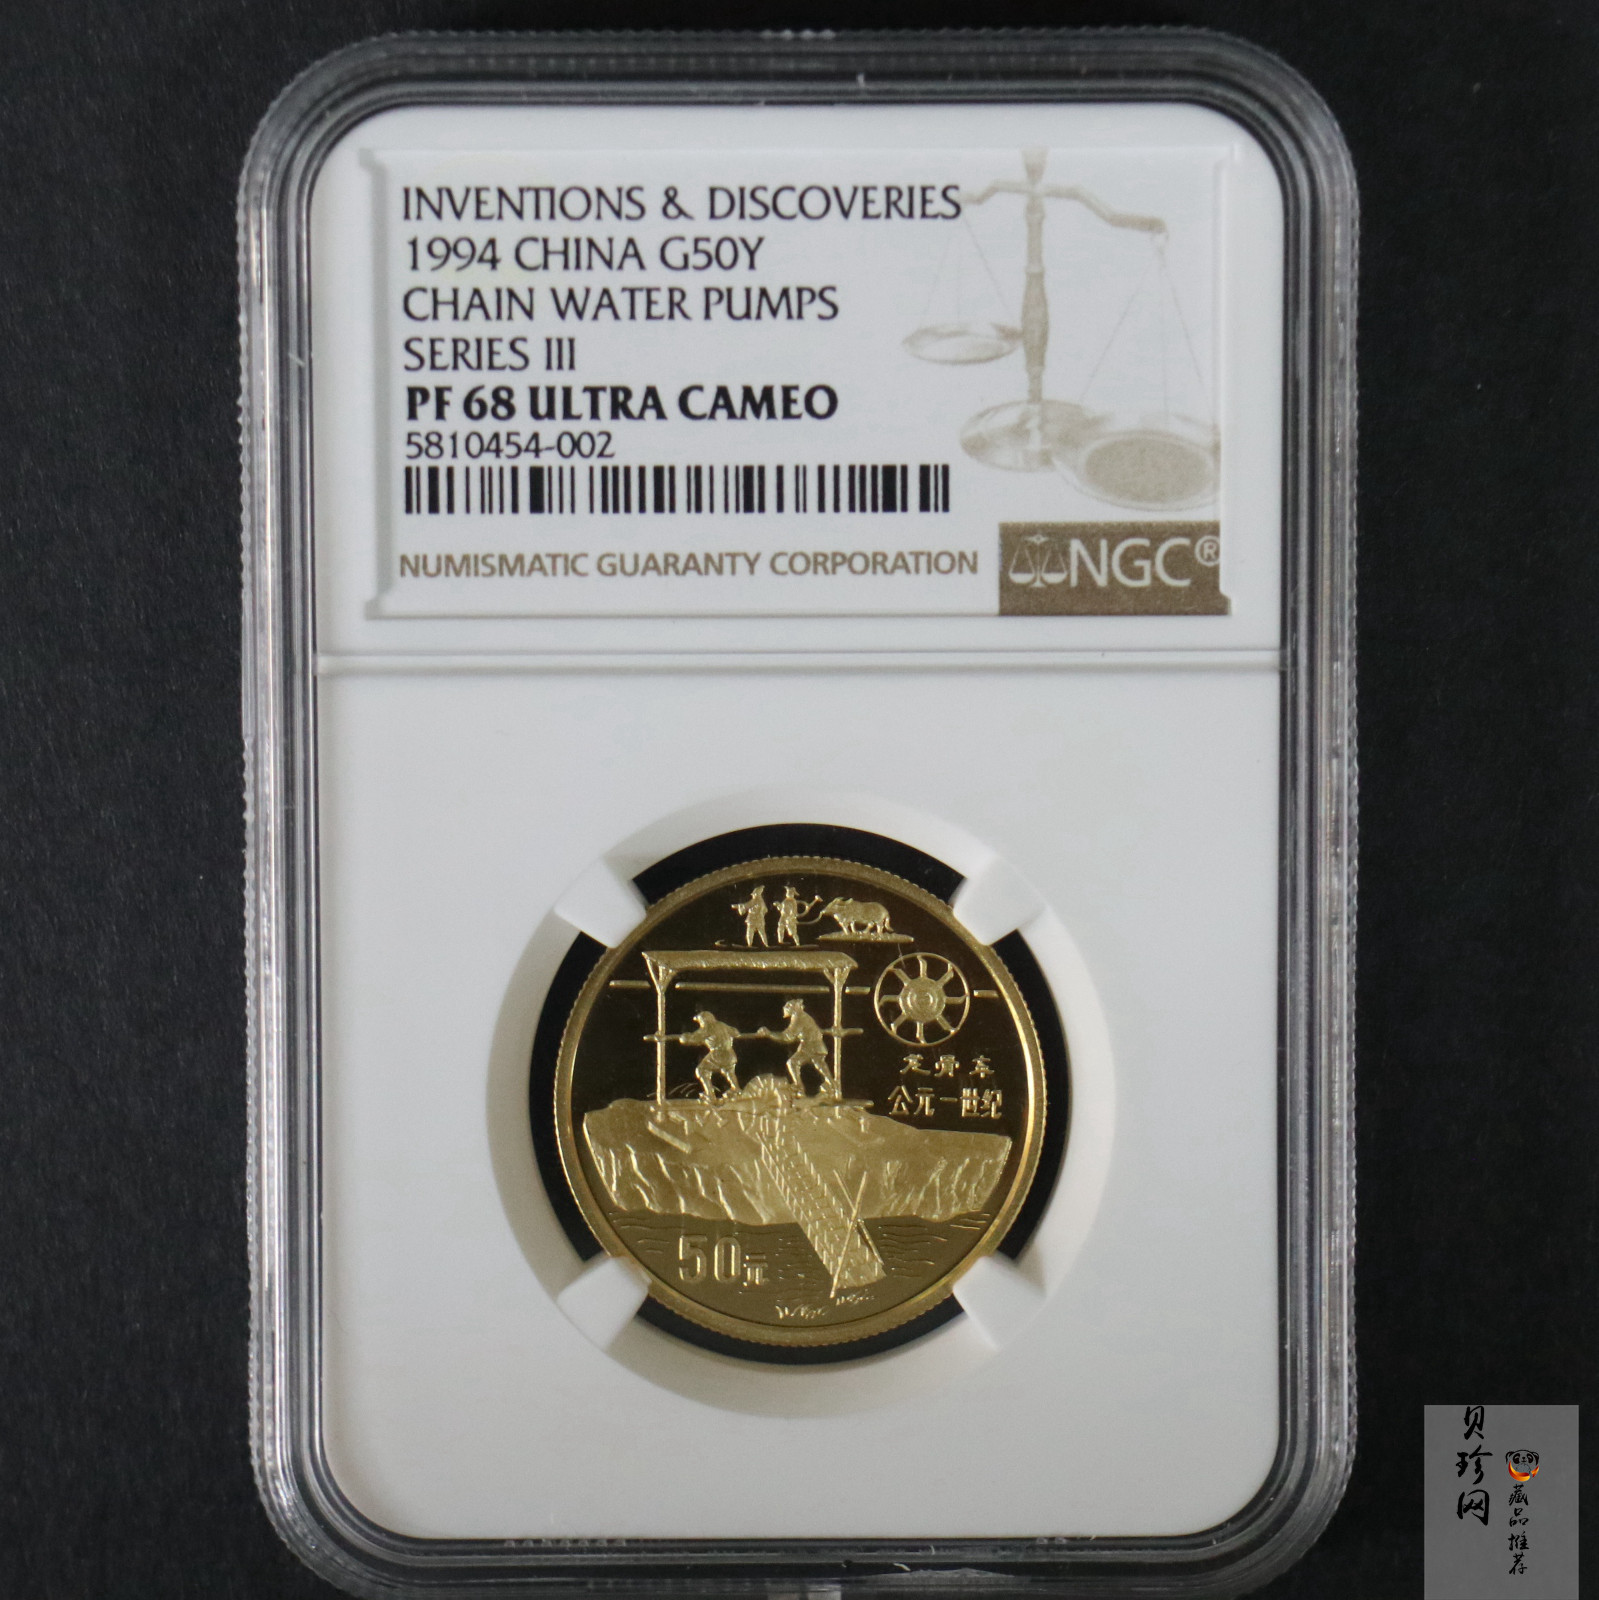 INVENTIONS & DISCOVERIES
1994 CHINA G50Y
CHAIN WATER PUMPS
SERIES III
PF 68 ULTRA CAMEO
5810454-002
NUMISMATIC GUARANTY CORPORATION
NGC®
龙骨车
公元一世纪
50元
贝珍网
藏品推荐